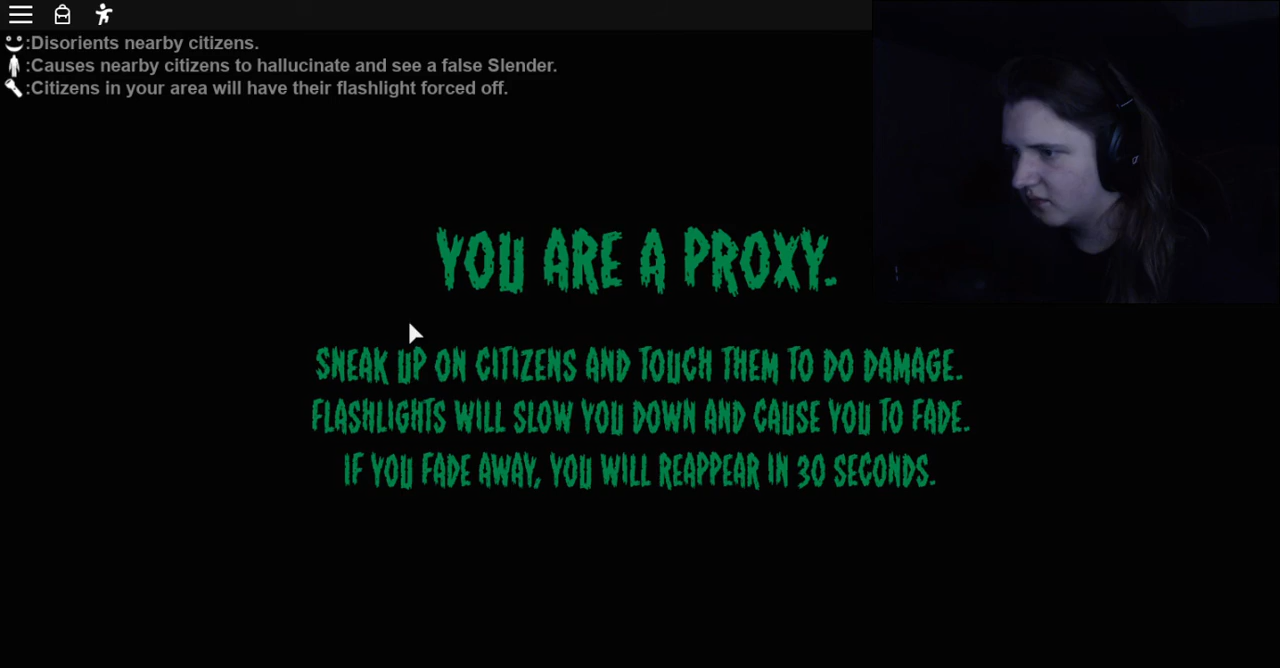 :Disorients nearby citizens.
:Causes nearby citizens to hallucinate and see a false Slender.
:Citizens in your area will have their flashlight forced off.
YOU ARE A PROXY.
SNEAK UP ON CITIZENS AND TOUCH THEM TO DO DAMAGE.
FLASHLIGHTS WILL SLOW YOU DOWN AND CAUSE YOU TO FADE.
IF YOU FADE AWAY, YOU WILL REAPPEAR IN 30 SECONDS.